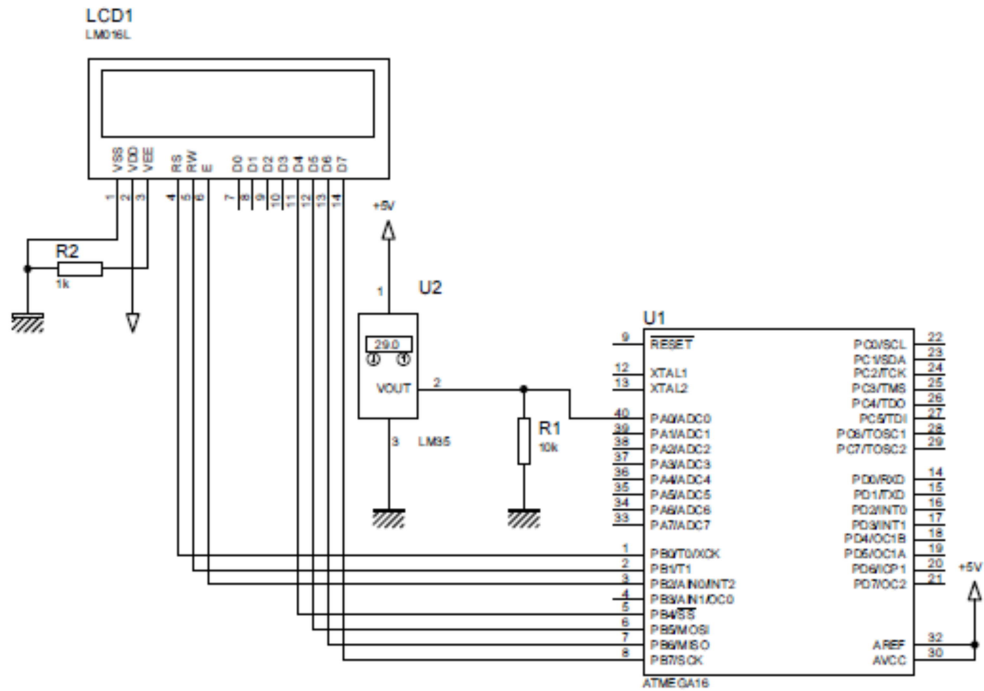 LCD1
LM016L
VSS VDD VEE RS RW E D0 D1 D2 D3 D4 D5 D6 D7
1 2 3 4 5 6 7 8 9 10 11 12 13 14
R2
1k
+5V
1
U2
29.0
VOUT
2
3
LM35
R1
10k
U1
9 RESET
12 XTAL1
13 XTAL2
40 PA0/ADC0
39 PA1/ADC1
38 PA2/ADC2
37 PA3/ADC3
36 PA4/ADC4
35 PA5/ADC5
34 PA6/ADC6
33 PA7/ADC7
1 PB0/T0/XCK
2 PB1/T1
3 PB2/AIN0/INT2
4 PB3/AIN1/OC0
5 PB4/SS
6 PB5/MOSI
7 PB6/MISO
8 PB7/SCK
PC0/SCL 22
PC1/SDA 23
PC2/TCK 24
PC3/TMS 25
PC4/TDO 26
PC5/TDI 27
PC6/TOSC1 28
PC7/TOSC2 29
PD0/RXD 14
PD1/TXD 15
PD2/INT0 16
PD3/INT1 17
PD4/OC1B 18
PD5/OC1A 19
PD6/ICP1 20
PD7/OC2 21
+5V
AREF 32
AVCC 30
ATMEGA16